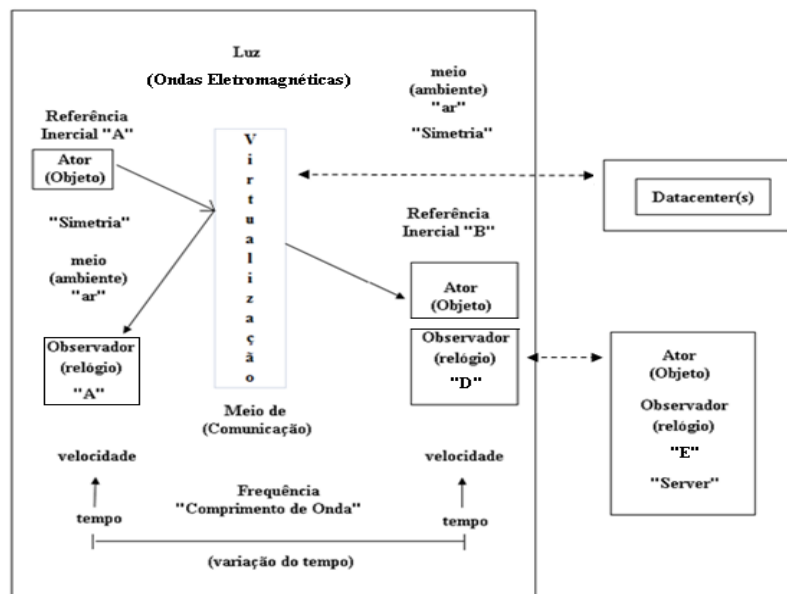 Luz
(Ondas Eletromagnéticas)
meio
(ambiente)
"ar"
"Simetria"
Referência
Inercial "A"
Ator
(Objeto)
"Simetria"
meio
(ambiente)
"ar"
Observador
(relógio)
"A"
Virtualização
Meio de
(Comunicação)
Referência
Inercial "B"
Ator
(Objeto)
Observador
(relógio)
"D"
Datacenter(s)
Ator
(Objeto)
Observador
(relógio)
"E"
"Server"
velocidade
tempo
Frequência
"Comprimento de Onda"
velocidade
tempo
(variação do tempo)